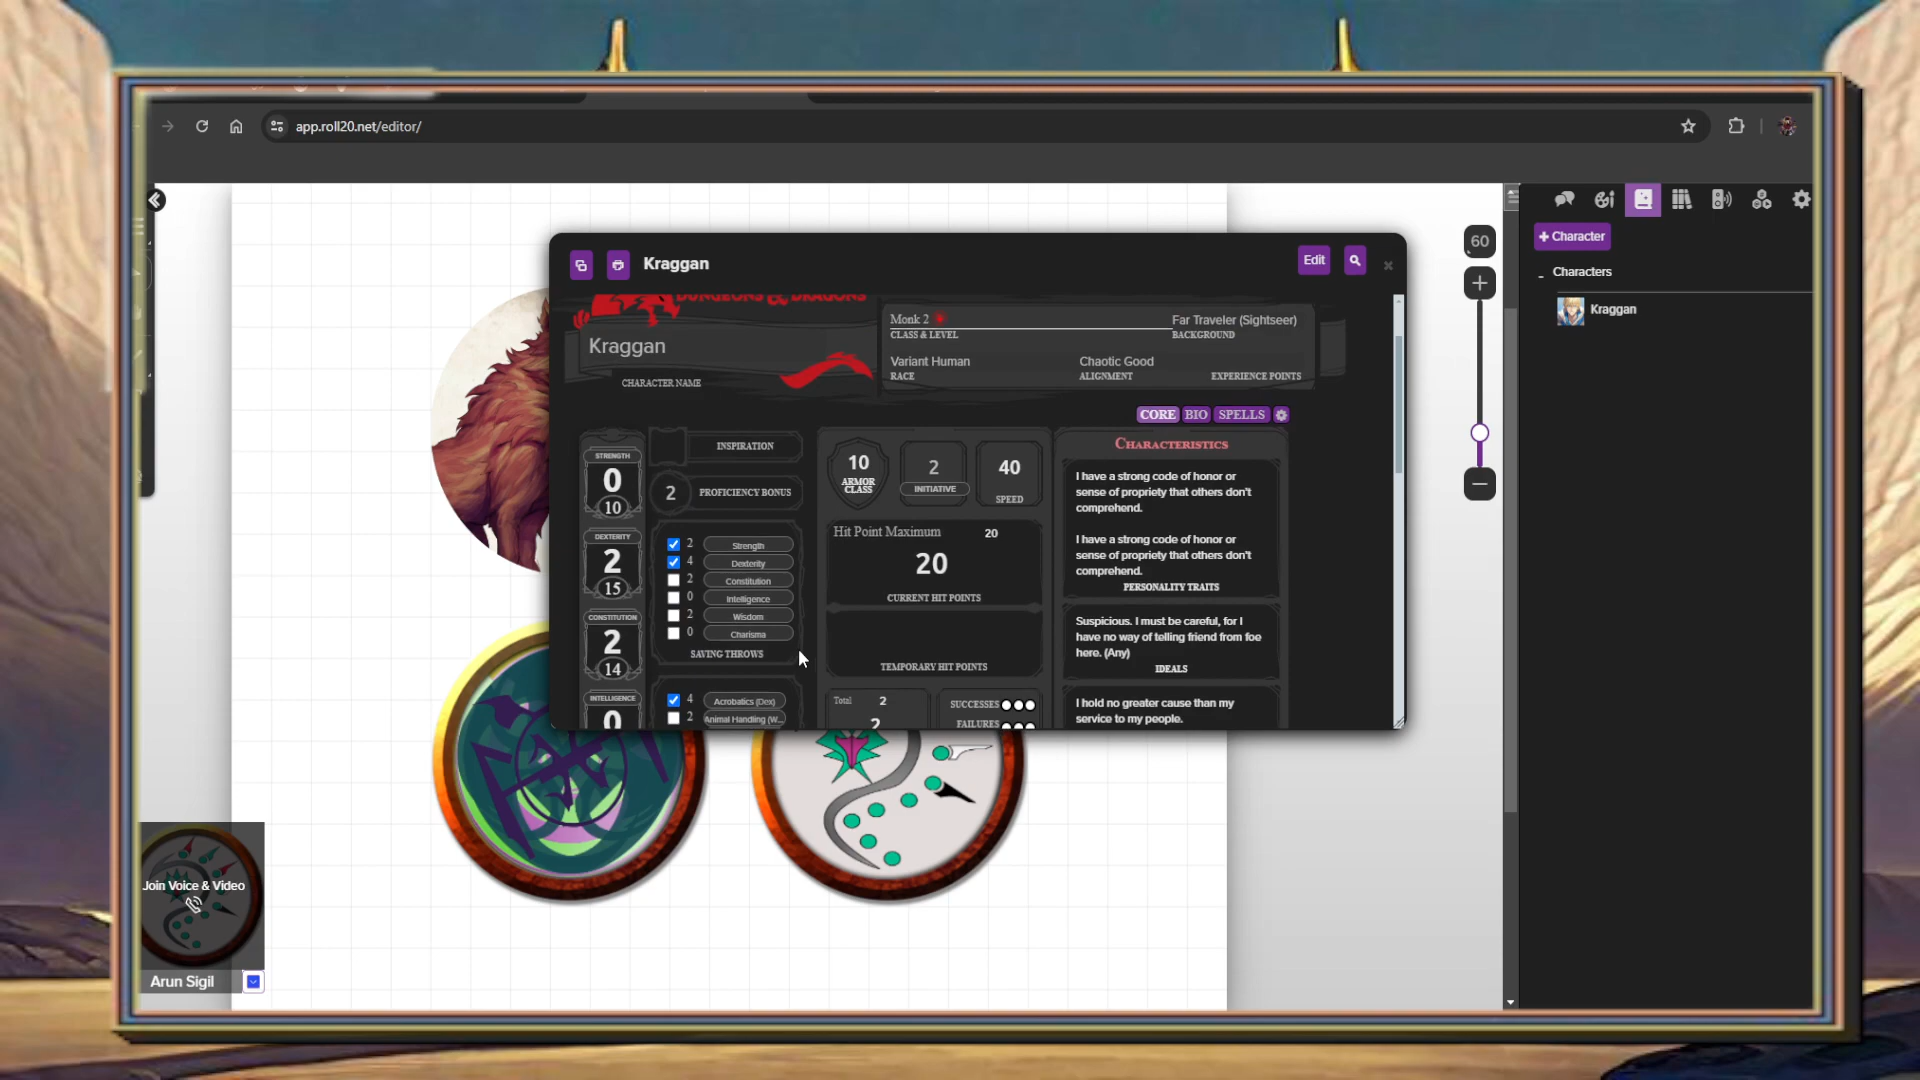 app.roll20.net/editor/
60
+ Character
- Characters
Kraggan
Kraggan
Edit
DUNGEONS & DRAGONS
Kraggan
CHARACTER NAME
Monk 2
CLASS & LEVEL
Far Traveler (Sightseer)
BACKGROUND
Variant Human
RACE
Chaotic Good
ALIGNMENT
EXPERIENCE POINTS
CORE
BIO
SPELLS
STRENGTH
0
10
DEXTERITY
2
15
CONSTITUTION
2
14
INTELLIGENCE
0
INSPIRATION
2 PROFICIENCY BONUS
2 Strength
4 Dexterity
2 Constitution
0 Intelligence
2 Wisdom
0 Charisma
SAVING THROWS
4 Acrobatics (Dex)
2 Animal Handling (W...
10
ARMOR
CLASS
2
INITIATIVE
40
SPEED
Hit Point Maximum 20
20
CURRENT HIT POINTS
TEMPORARY HIT POINTS
Total 2
2
SUCCESSES
FAILURES
CHARACTERISTICS
I have a strong code of honor or
sense of propriety that others don't
comprehend.
I have a strong code of honor or
sense of propriety that others don't
comprehend.
PERSONALITY TRAITS
Suspicious. I must be careful, for I
have no way of telling friend from foe
here. (Any)
IDEALS
I hold no greater cause than my
service to my people.
Join Voice & Video
Arun Sigil